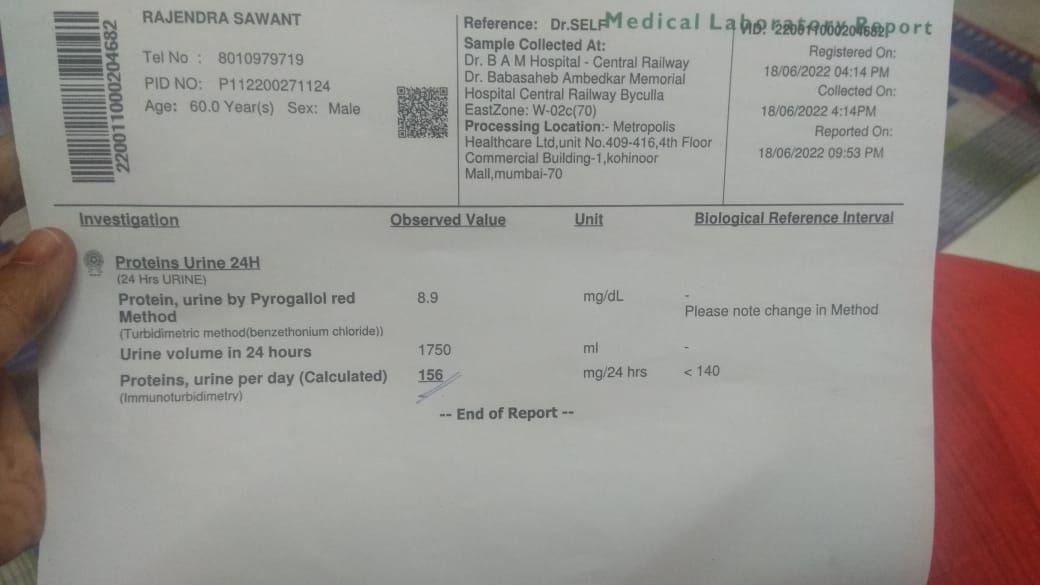 RAJENDRA SAWANT
Tel No : 8010979719
PID NO: P112200271124
Age: 60.0 Year(s) Sex: Male
220011000204682
Reference: Dr.SELF
Medical Laboratory Report
Sample Collected At:
Dr. B A M Hospital - Central Railway
Dr. Babasaheb Ambedkar Memorial
Hospital Central Railway Byculla
EastZone: W-02c(70)
Processing Location:- Metropolis
Healthcare Ltd,unit No.409-416,4th Floor
Commercial Building-1,kohinoor
Mall,mumbai-70
VID: 220011000204682
Registered On:
18/06/2022 04:14 PM
Collected On:
18/06/2022 4:14PM
Reported On:
18/06/2022 09:53 PM
Investigation Observed Value Unit Biological Reference Interval
Proteins Urine 24H
(24 Hrs URINE)
Protein, urine by Pyrogallol red 8.9 mg/dL -
Method Please note change in Method
(Turbidimetric method(benzethonium chloride))
Urine volume in 24 hours 1750 ml -
Proteins, urine per day (Calculated) 156 mg/24 hrs < 140
(Immunoturbidimetry)
-- End of Report --